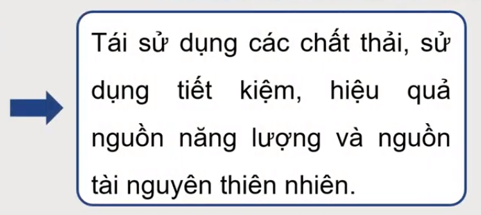 Tái sử dụng các chất thải, sử
dụng tiết kiệm, hiệu quả
nguồn năng lượng và nguồn
tài nguyên thiên nhiên.